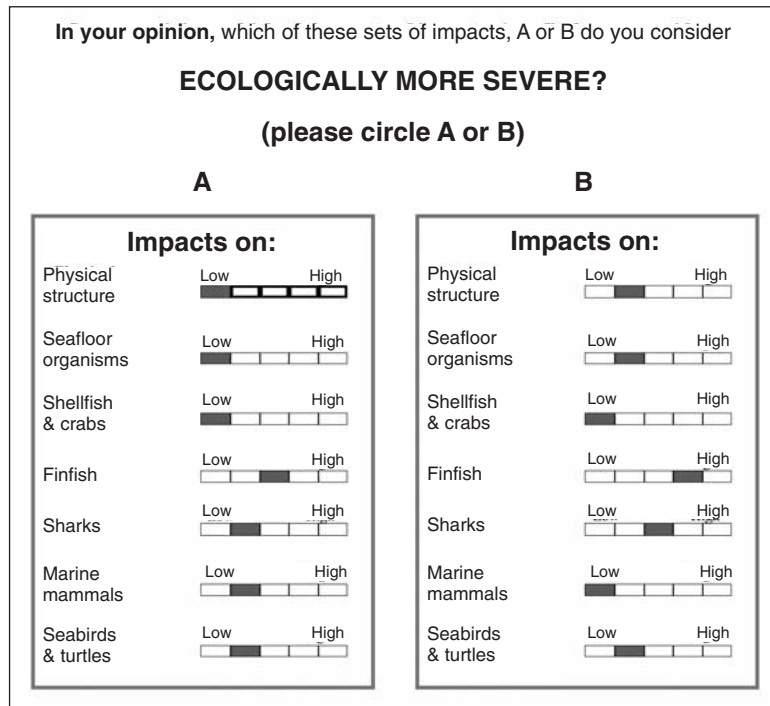 In your opinion, which of these sets of impacts, A or B do you consider
ECOLOGICALLY MORE SEVERE?
(please circle A or B)
A
Impacts on:
Physical
structure
Low High
Seafloor
organisms
Low High
Shellfish
& crabs
Low High
Finfish
Low High
Sharks
Low High
Marine
mammals
Low High
Seabirds
& turtles
Low High
B
Impacts on:
Physical
structure
Low High
Seafloor
organisms
Low High
Shellfish
& crabs
Low High
Finfish
Low High
Sharks
Low High
Marine
mammals
Low High
Seabirds
& turtles
Low High